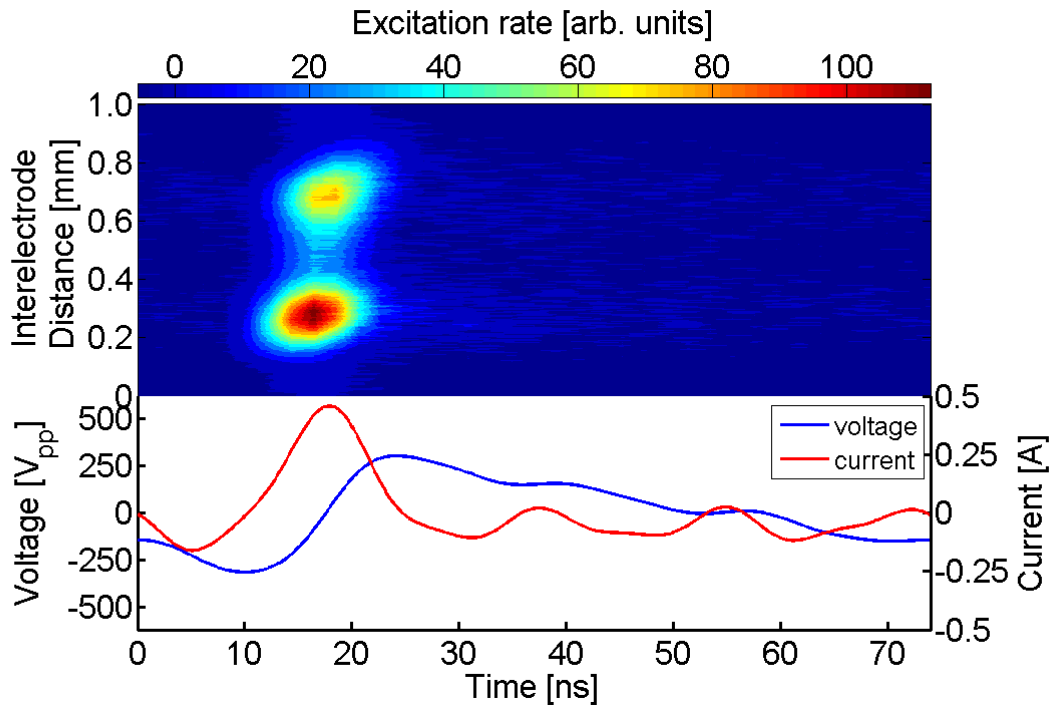 Excitation rate [arb. units]
0 20 40 60 80 100
Interelectrode
Distance [mm]
1.0
0.8
0.6
0.4
0.2
0
Voltage [Vpp]
500
250
0
-250
-500
voltage
current
0.5
0.25
0
-0.25
-0.5
Current [A]
0 10 20 30 40 50 60 70
Time [ns]